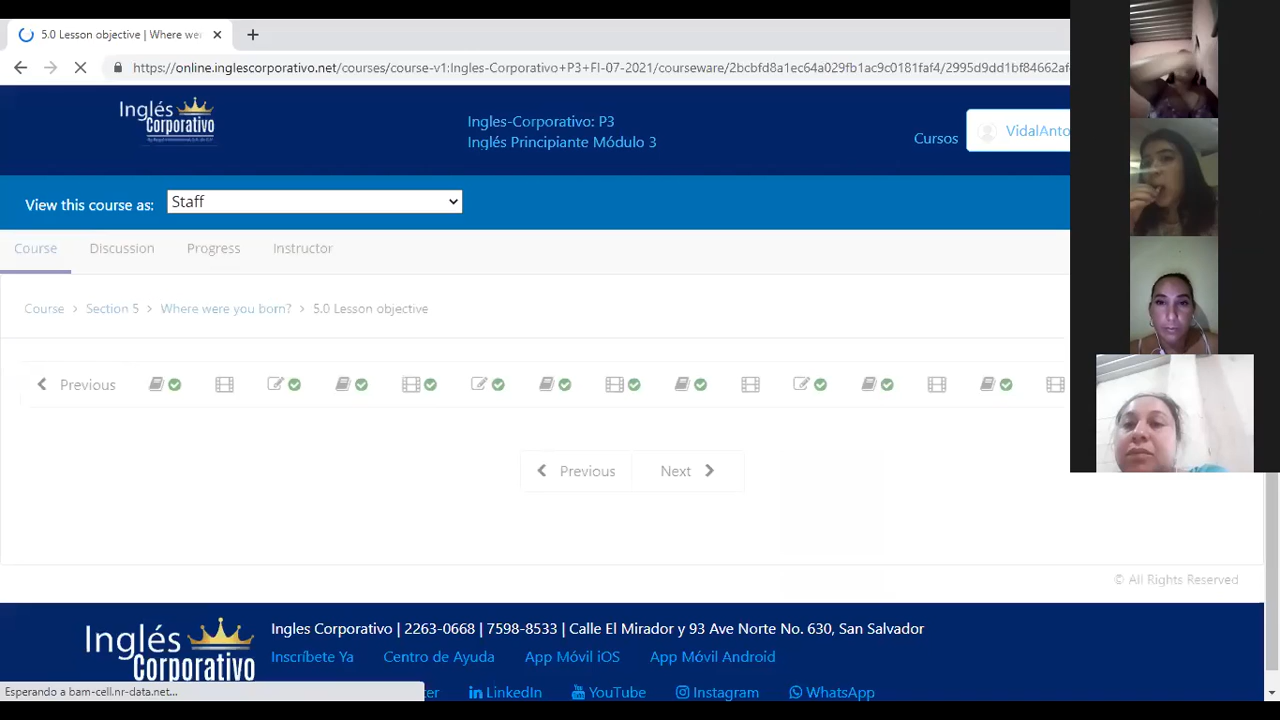 5.0 Lesson objective | Where we
https://online.inglescorporativo.net/courses/course-v1:Ingles-Corporativo+P3+FI-07-2021/courseware/2bcbfd8a1ec64a029fb1ac9c0181faf4/2995d9dd1bf84662af
Inglés
Corporativo
Ingles-Corporativo: P3
Inglés Principiante Módulo 3
Cursos
VidalAnto
View this course as:
Staff
Course
Discussion
Progress
Instructor
Course > Section 5 > Where were you born? > 5.0 Lesson objective
Previous
Previous
Next
© All Rights Reserved
Inglés
Corporativo
Ingles Corporativo | 2263-0668 | 7598-8533 | Calle El Mirador y 93 Ave Norte No. 630, San Salvador
Inscríbete Ya
Centro de Ayuda
App Móvil iOS
App Móvil Android
Esperando a bam-cell.nr-data.net...
ter
LinkedIn
YouTube
Instagram
WhatsApp